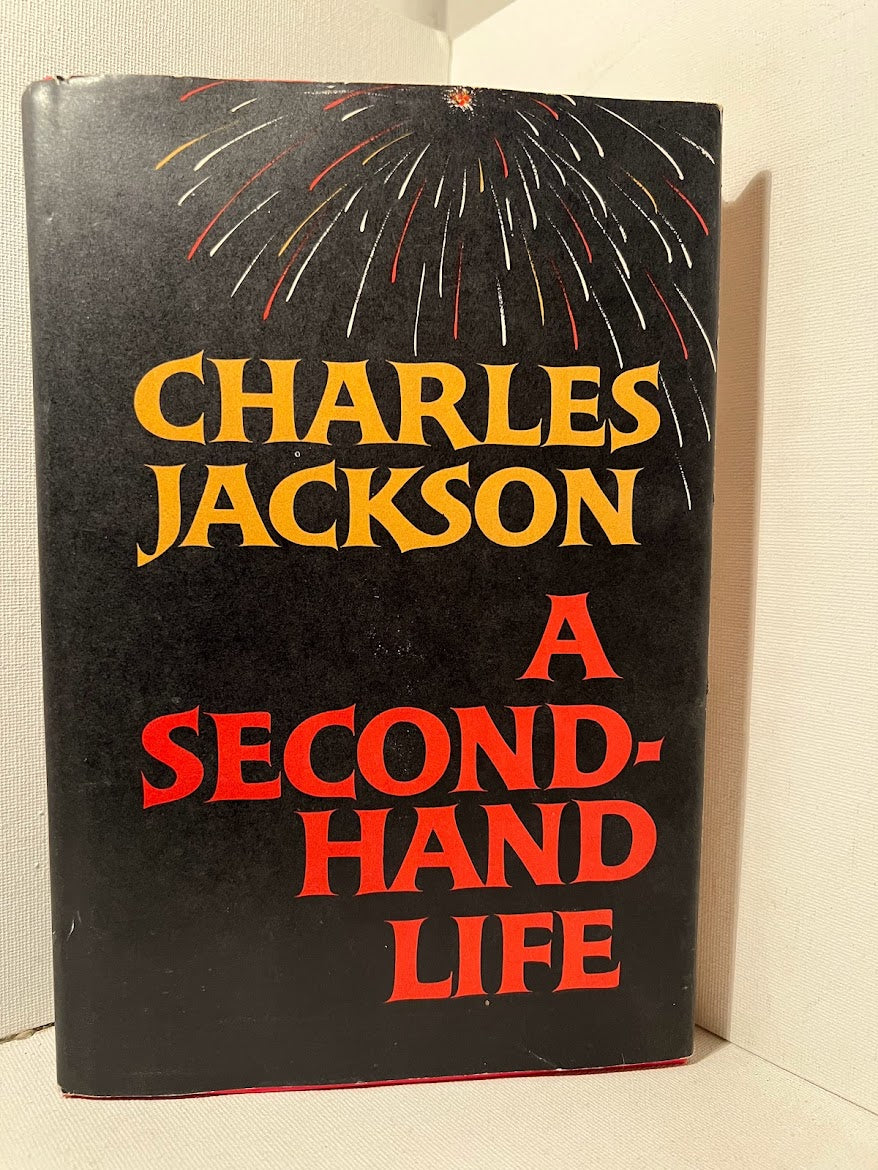 CHARLES
JACKSON
A
SECOND-
HAND
LIFE